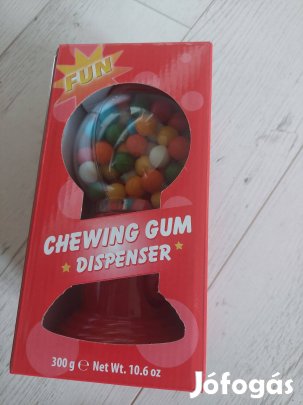 FUN
CHEWING GUM
DISPENSER
300 g ℮ Net Wt. 10.6 oz
Jófogás